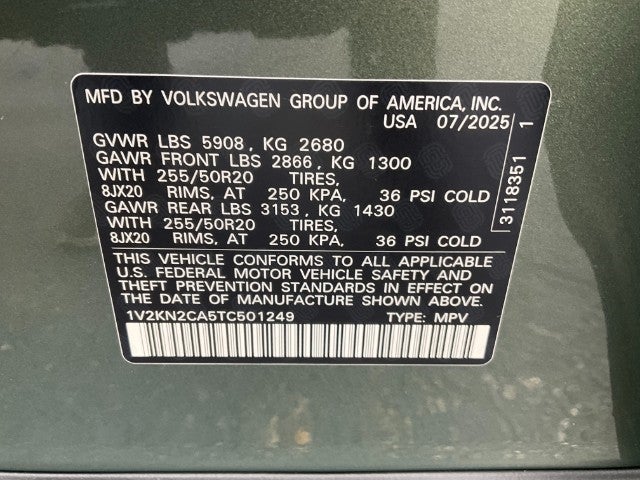 MFD BY VOLKSWAGEN GROUP OF AMERICA, INC.
USA 07/2025
GVWR LBS 5908, KG 2680
GAWR FRONT LBS 2866, KG 1300
WITH 255/50R20 TIRES,
8JX20 RIMS, AT 250 KPA, 36 PSI COLD
GAWR REAR LBS 3153, KG 1430
WITH 255/50R20 TIRES,
8JX20 RIMS, AT 250 KPA, 36 PSI COLD
THIS VEHICLE CONFORMS TO ALL APPLICABLE
U.S. FEDERAL MOTOR VEHICLE SAFETY AND
THEFT PREVENTION STANDARDS IN EFFECT ON
THE DATE OF MANUFACTURE SHOWN ABOVE.
1V2KN2CA5TC501249 TYPE: MPV
3118351 1